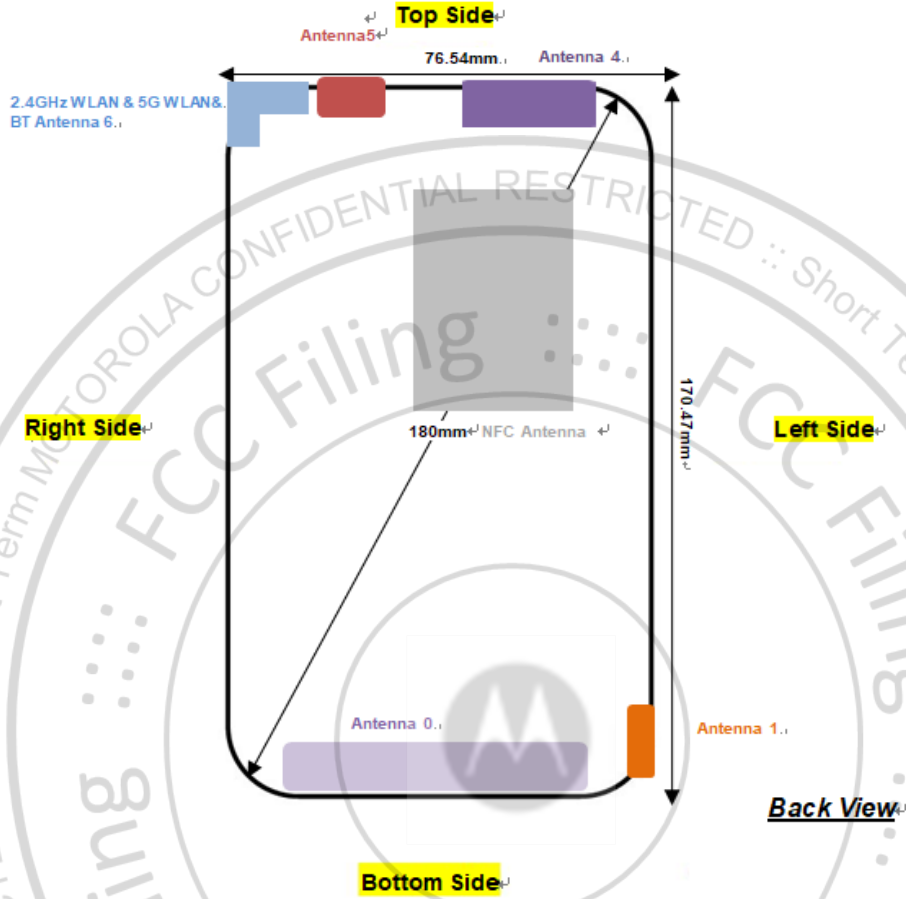 Top Side
Antenna5
76.54mm.
Antenna 4.
2.4GHz WLAN & 5G WLAN&.
BT Antenna 6.
MOTOROLA CONFIDENTIAL RESTRICTED :: Short Te
FCC Filing :::: FCC Filing
Term
Right Side
180mm
NFC Antenna
170.47mm
Left Side
Antenna 0.
Antenna 1.
Back View
ing
Bottom Side